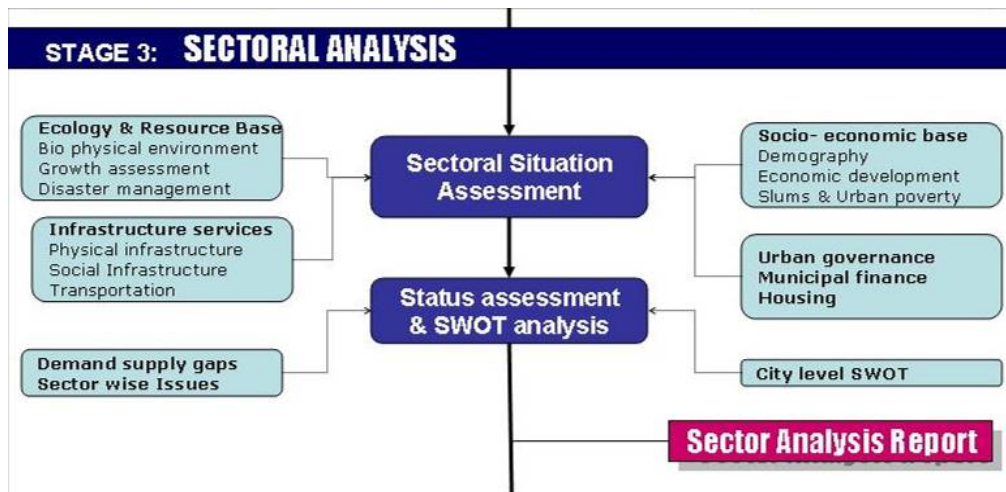 STAGE 3: SECTORAL ANALYSIS
Ecology & Resource Base
Bio physical environment
Growth assessment
Disaster management
Infrastructure services
Physical infrastructure
Social Infrastructure
Transportation
Demand supply gaps
Sector wise Issues
Sectoral Situation
Assessment
Status assessment
& SWOT analysis
Socio- economic base
Demography
Economic development
Slums & Urban poverty
Urban governance
Municipal finance
Housing
City level SWOT
Sector Analysis Report